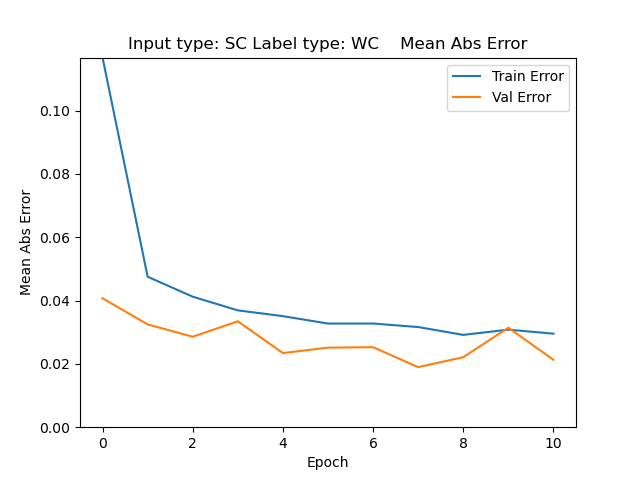 Input type: SC Label type: WC    Mean Abs Error
Train Error
Val Error
0.10
0.08
0.06
0.04
0.02
0.00
Mean Abs Error
0 2 4 6 8 10
Epoch